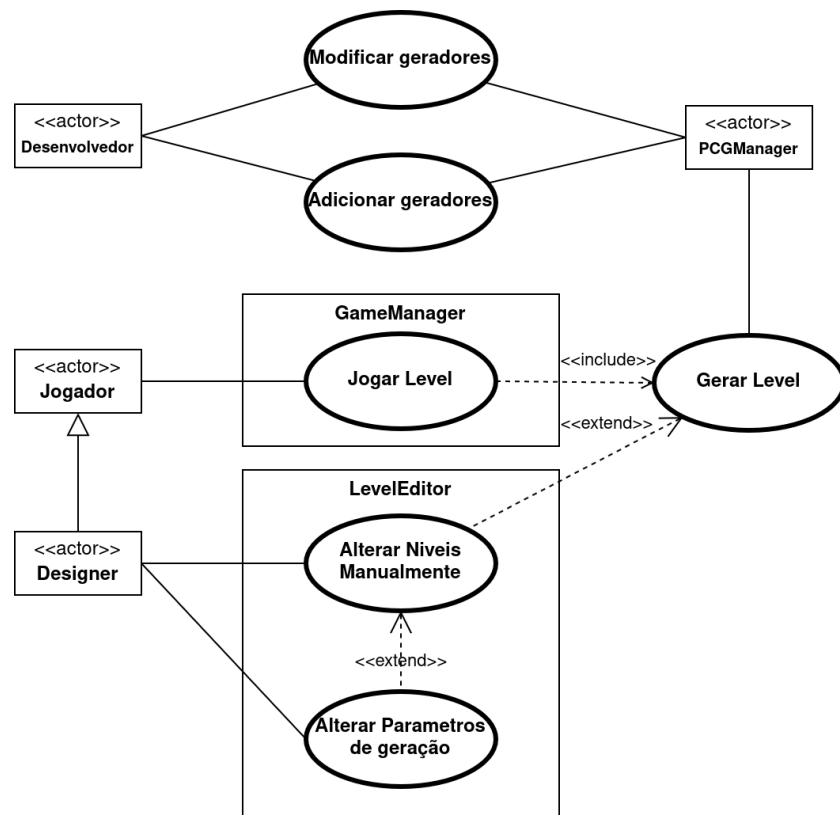 Modificar geradores
<<actor>>
Desenvolvedor
<<actor>>
PCGManager
Adicionar geradores
GameManager
<<actor>>
Jogador
Jogar Level
<<include>>
Gerar Level
<<extend>>
LevelEditor
<<actor>>
Designer
Alterar Niveis
Manualmente
<<extend>>
Alterar Parametros
de geração